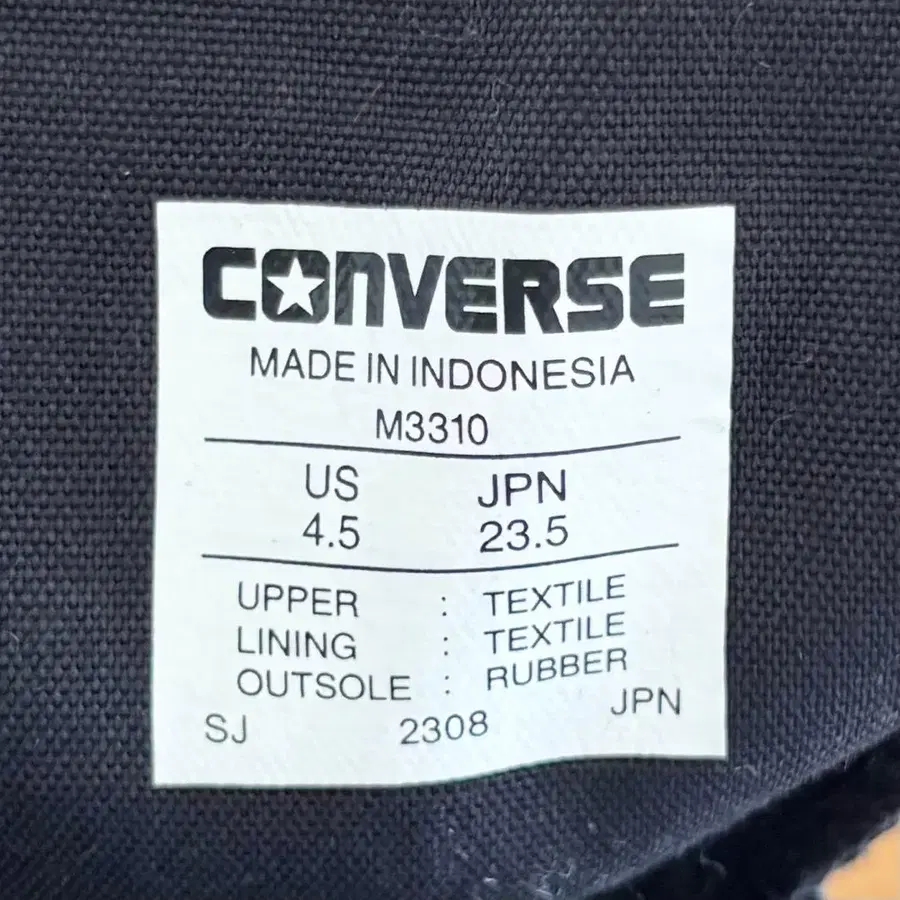 CONVERSE
MADE IN INDONESIA
M3310
US JPN
4.5 23.5
UPPER : TEXTILE
LINING : TEXTILE
OUTSOLE : RUBBER
SJ 2308 JPN